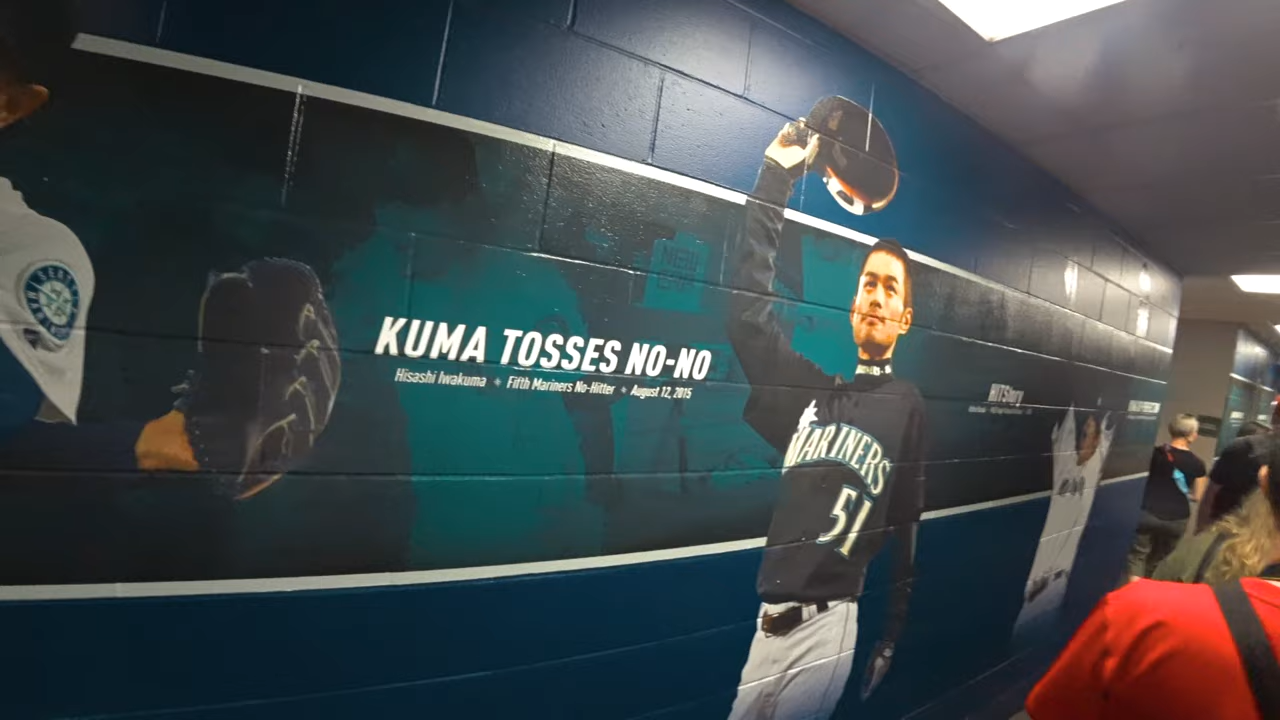 KUMA TOSSES NO-NO
Hisashi Iwakuma ◆ Fifth Mariners No-Hitter ◆ August 12, 2015
MARINERS
51
HITStory